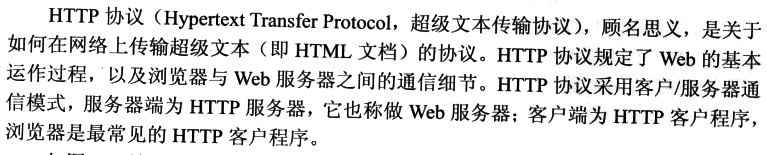 HTTP 协议（Hypertext Transfer Protocol，超级文本传输协议），顾名思义，是关于
如何在网络上传输超级文本（即 HTML 文档）的协议。HTTP 协议规定了 Web 的基本
运作过程，以及浏览器与 Web 服务器之间的通信细节。HTTP 协议采用客户/服务器通
信模式，服务器端为 HTTP 服务器，它也称做 Web 服务器；客户端为 HTTP 客户程序，
浏览器是最常见的 HTTP 客户程序。